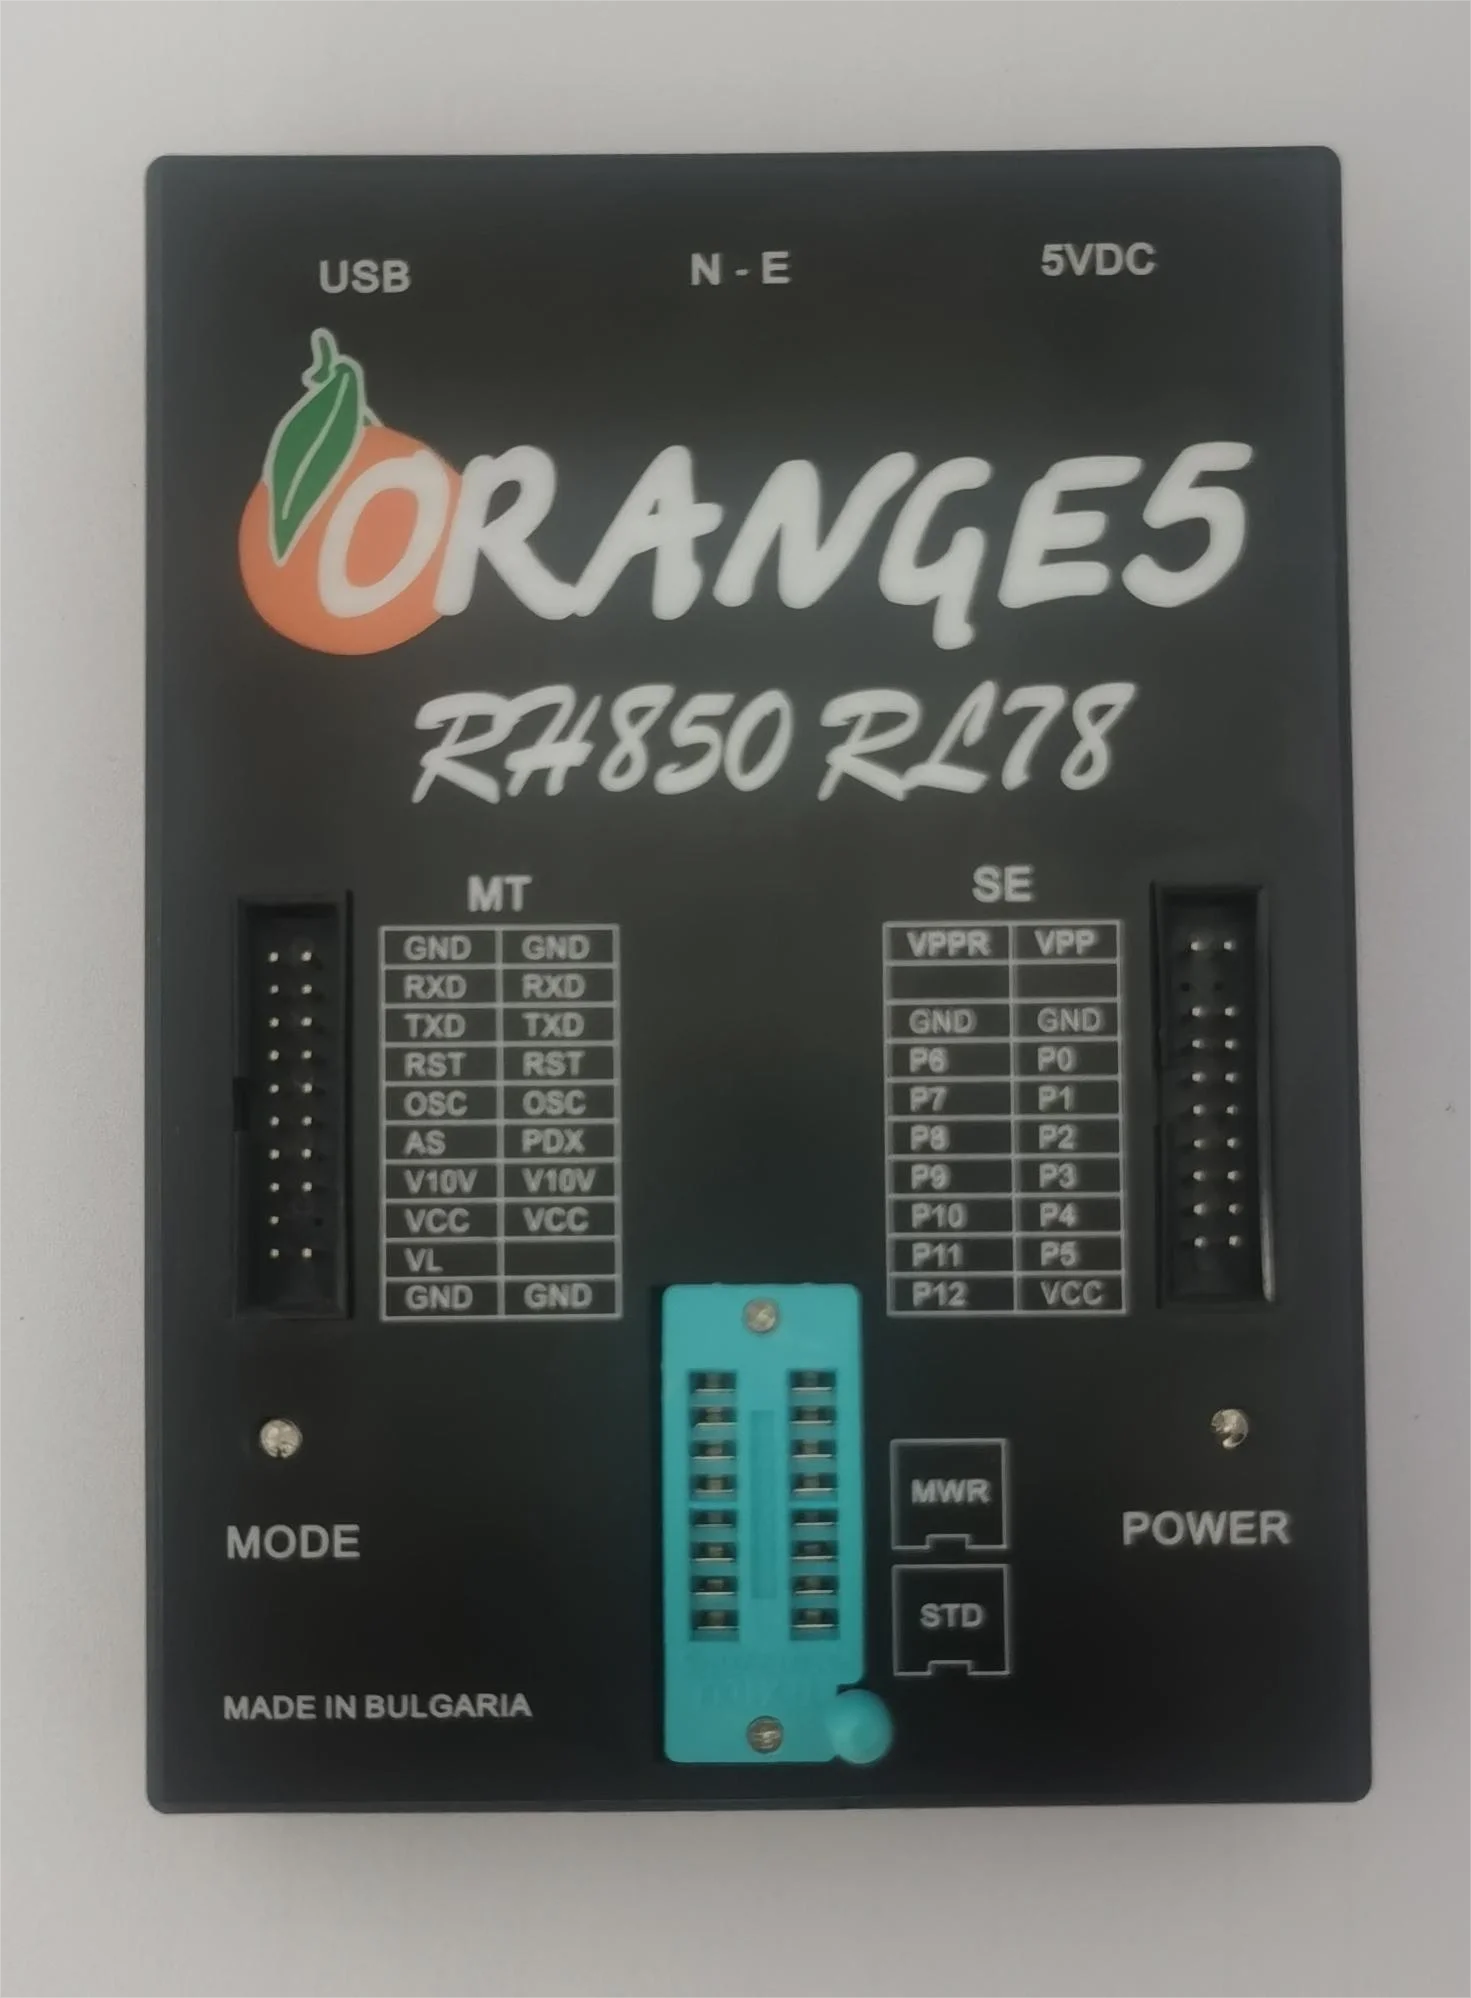 USB N - E 5VDC
ORANGE5
RH850 RL78
MT
GND GND
RXD RXD
TXD TXD
RST RST
OSC OSC
AS PDX
V10V V10V
VCC VCC
VL
GND GND
SE
VPPR VPP
GND GND
P6 P0
P7 P1
P8 P2
P9 P3
P10 P4
P11 P5
P12 VCC
MWR
STD
MODE
POWER
MADE IN BULGARIA